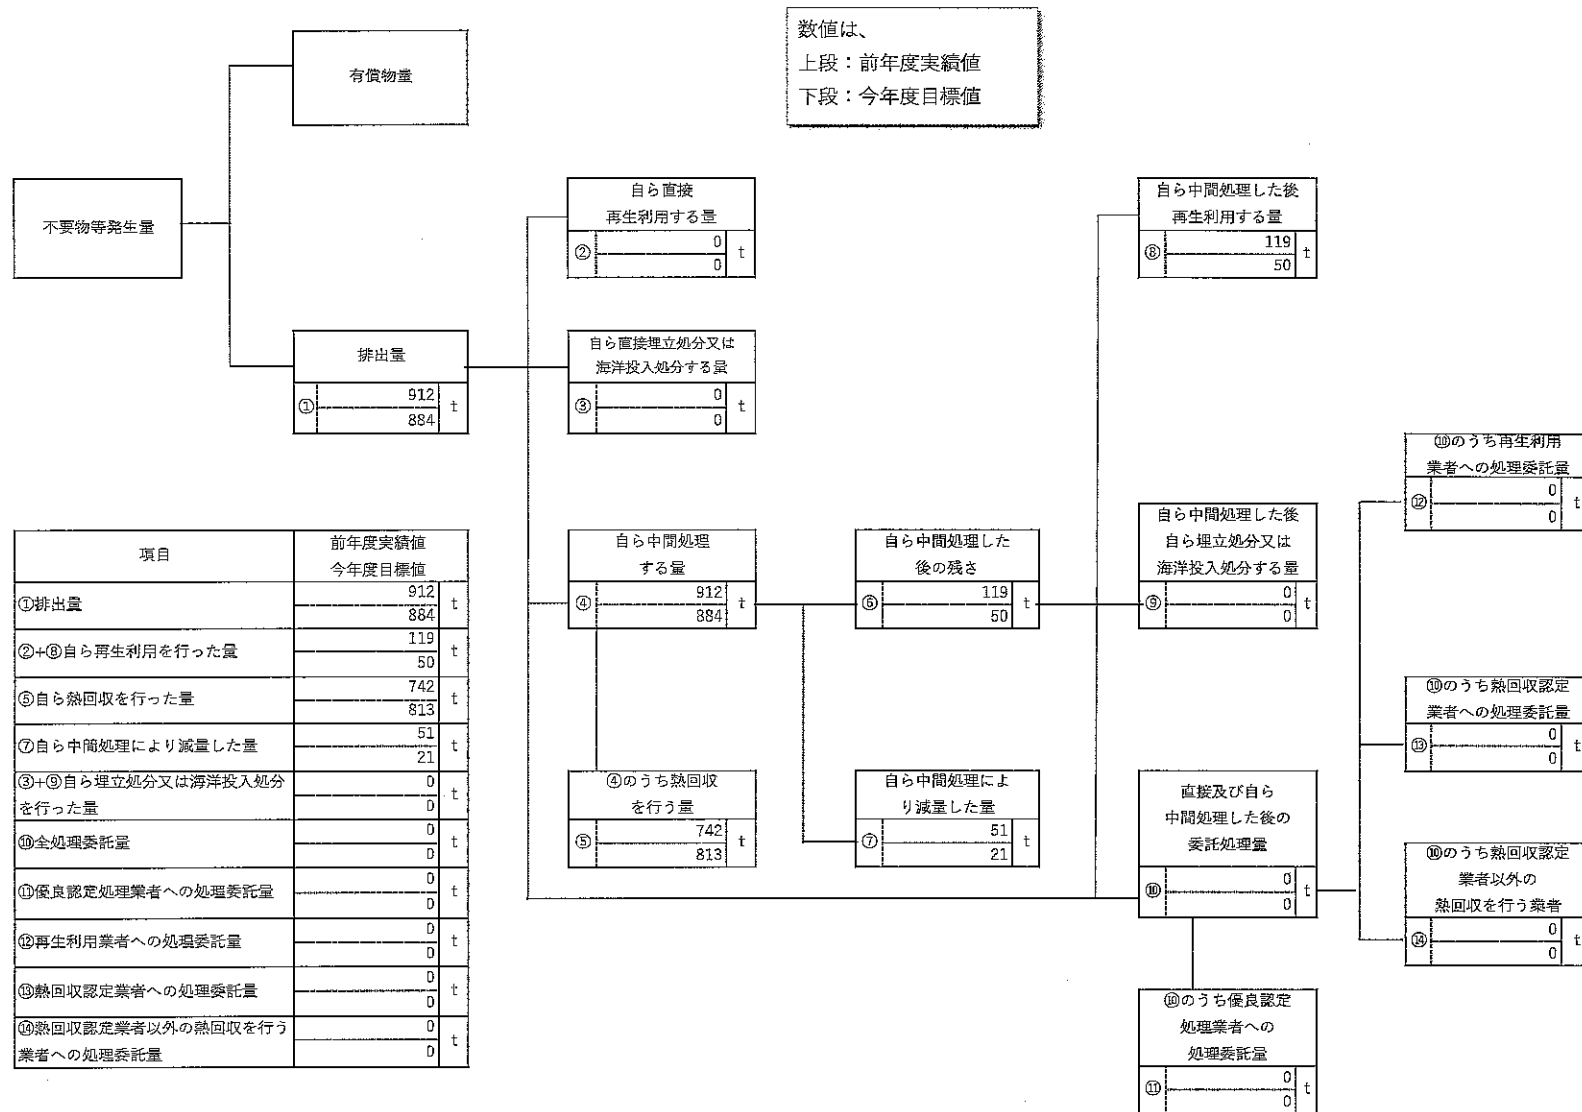 数値は、
上段：前年度実績値
下段：今年度目標値
有償物量
不要物等発生量
排出量
①
912
884
t
自ら直接
再生利用する量
②
0
0
t
自ら直接埋立処分又は
海洋投入処分する量
③
0
0
t
自ら中間処理
する量
④
912
884
t
④のうち熱回収
を行う量
⑤
742
813
t
自ら中間処理した
後の残さ
⑥
119
50
t
自ら中間処理によ
り減量した量
⑦
51
21
t
自ら中間処理した後
再生利用する量
⑧
119
50
t
自ら中間処理した後
自ら埋立処分又は
海洋投入処分する量
⑨
0
0
t
直接及び自ら
中間処理した後の
委託処理量
⑩
0
0
t
⑩のうち優良認定
処理業者への
処理委託量
⑪
0
0
t
⑩のうち再生利用
業者への処理委託量
⑫
0
0
t
⑩のうち熱回収認定
業者への処理委託量
⑬
0
0
t
⑩のうち熱回収認定
業者以外の
熱回収を行う業者
⑭
0
0
t
項目
前年度実績値
今年度目標値
①排出量
912
884
t
②+⑧自ら再生利用を行った量
119
50
t
⑤自ら熱回収を行った量
742
813
t
⑦自ら中間処理により減量した量
51
21
t
③+⑨自ら埋立処分又は海洋投入処分
を行った量
0
0
t
⑩全処理委託量
0
0
t
⑪優良認定処理業者への処理委託量
0
0
t
⑫再生利用業者への処理委託量
0
0
t
⑬熱回収認定業者への処理委託量
0
0
t
⑭熱回収認定業者以外の熱回収を行う
業者への処理委託量
0
0
t